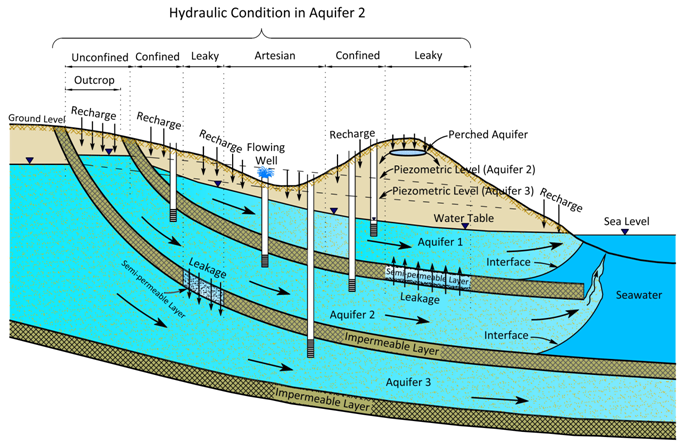 Hydraulic Condition in Aquifer 2
Unconfined Confined Leaky Artesian Confined Leaky
Outcrop
Ground Level
Recharge
Recharge
Recharge
Flowing
Well
Recharge
Perched Aquifer
Piezometric Level (Aquifer 2)
Piezometric Level (Aquifer 3)
Recharge
Water Table
Sea Level
Aquifer 1
Interface
Leakage
Semi-permeable Layer
Semi-permeable Layer
Leakage
Seawater
Aquifer 2
Interface
Impermeable Layer
Aquifer 3
Impermeable Layer